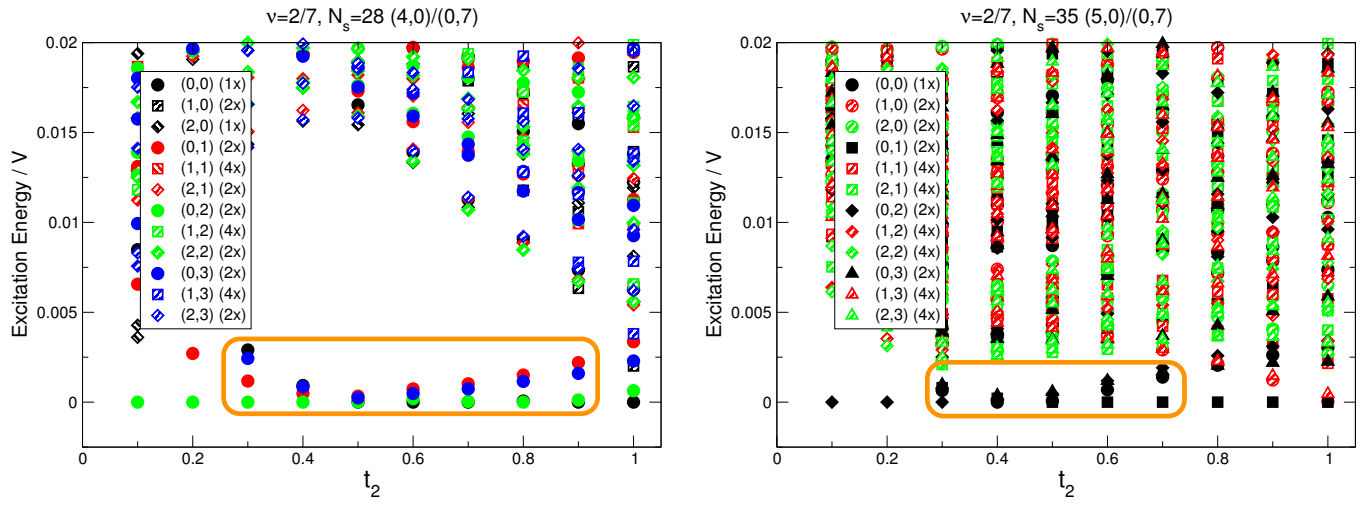 ν=2/7, N_s=28 (4,0)/(0,7)
Excitation Energy / V
0.02
0.015
0.01
0.005
0
(0,0) (1x)
(1,0) (2x)
(2,0) (1x)
(0,1) (2x)
(1,1) (4x)
(2,1) (2x)
(0,2) (2x)
(1,2) (4x)
(2,2) (2x)
(0,3) (2x)
(1,3) (4x)
(2,3) (2x)
0 0.2 0.4 0.6 0.8 1
t_2
ν=2/7, N_s=35 (5,0)/(0,7)
Excitation Energy / V
0.02
0.015
0.01
0.005
0
(0,0) (1x)
(1,0) (2x)
(2,0) (2x)
(0,1) (2x)
(1,1) (4x)
(2,1) (4x)
(0,2) (2x)
(1,2) (4x)
(2,2) (4x)
(0,3) (2x)
(1,3) (4x)
(2,3) (4x)
0 0.2 0.4 0.6 0.8 1
t_2